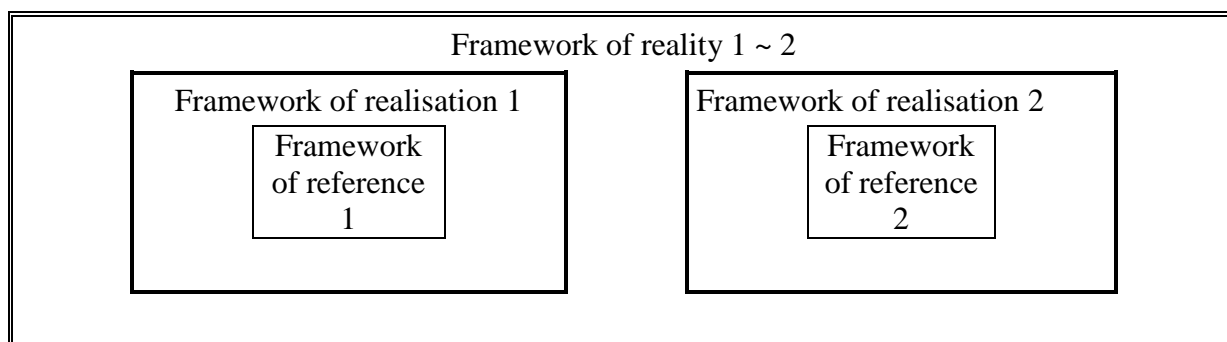 Framework of reality 1 ~ 2
Framework of realisation 1
Framework
of reference
1
Framework of realisation 2
Framework
of reference
2